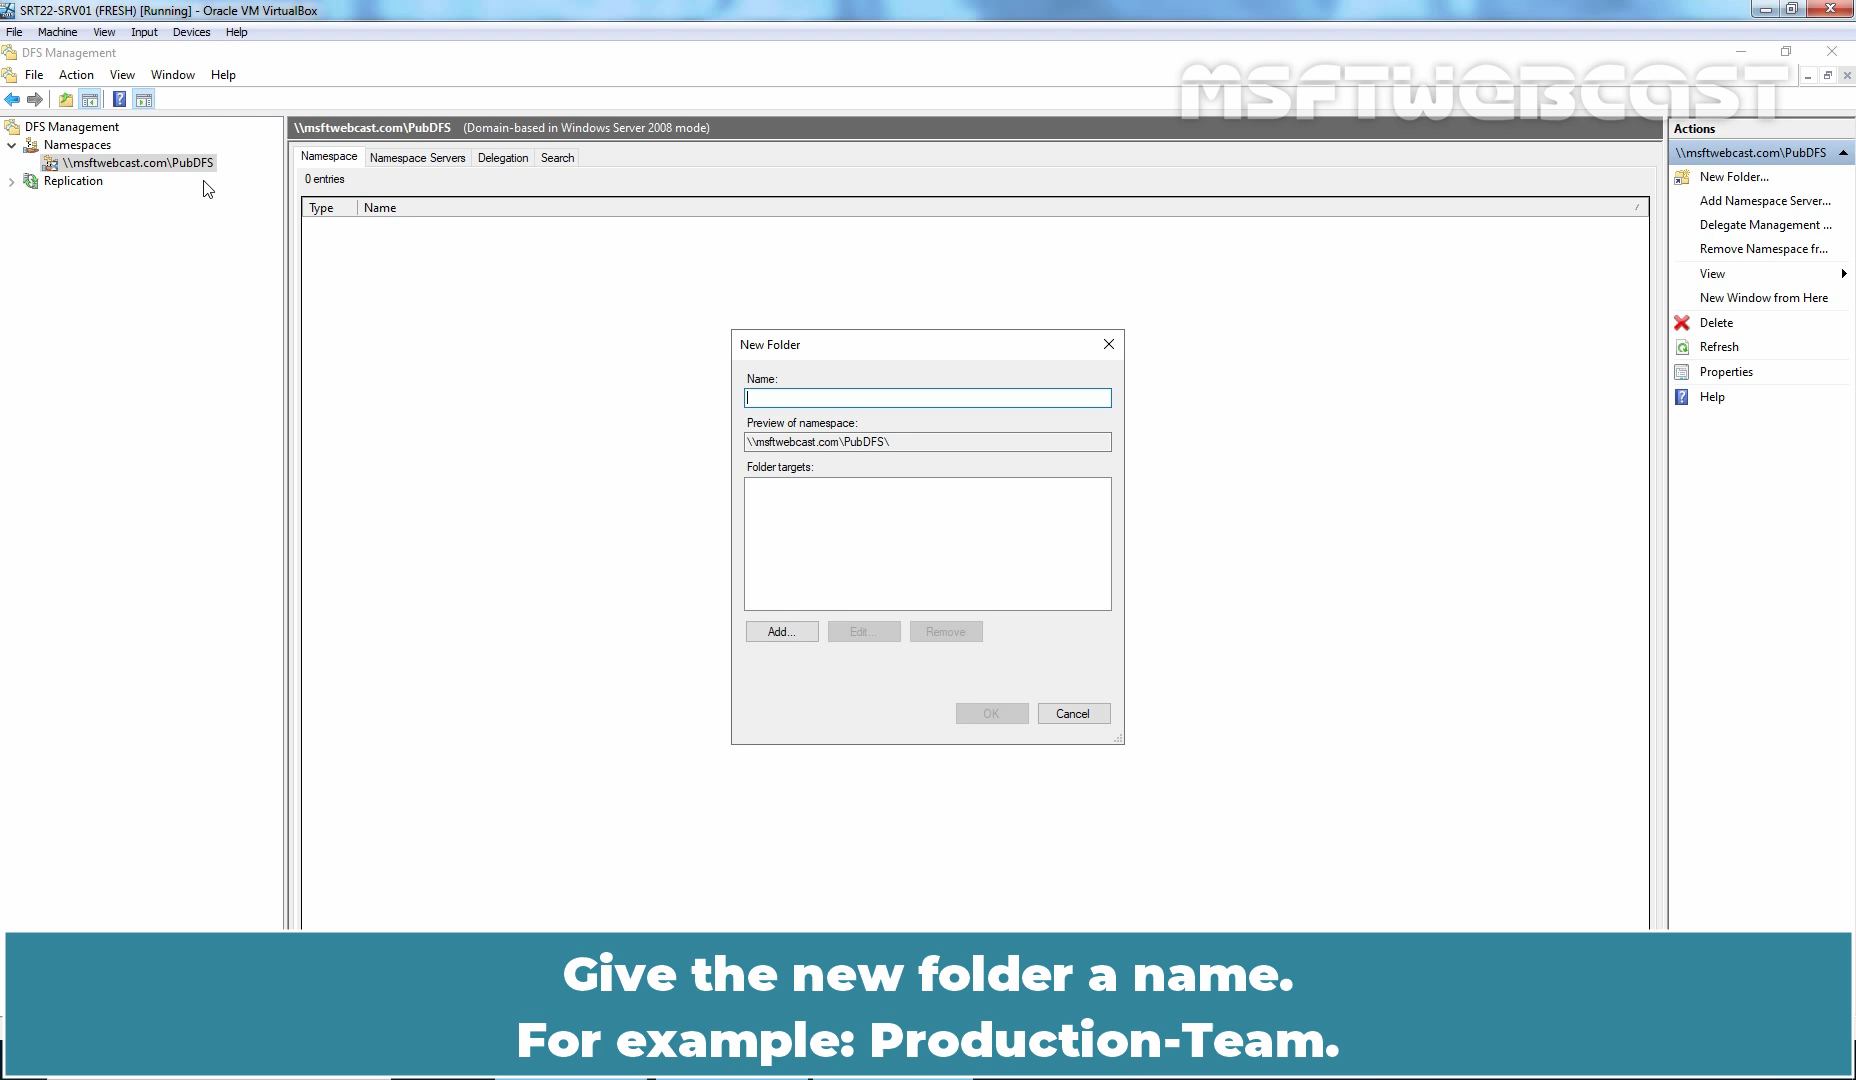 SRT22-SRV01 (FRESH) [Running] - Oracle VM VirtualBox
File Machine View Input Devices Help
DFS Management
File Action View Window Help
MSFTWEBCAST
DFS Management
Namespaces
\\msftwebcast.com\PubDFS
Replication
\\msftwebcast.com\PubDFS (Domain-based in Windows Server 2008 mode)
Namespace Namespace Servers Delegation Search
0 entries
Type Name
New Folder
Name:
Preview of namespace:
\\msftwebcast.com\PubDFS\
Folder targets:
Add... Edit... Remove
OK Cancel
Actions
\\msftwebcast.com\PubDFS
New Folder...
Add Namespace Server...
Delegate Management ...
Remove Namespace fr...
View
New Window from Here
Delete
Refresh
Properties
Help
Give the new folder a name.
For example: Production-Team.